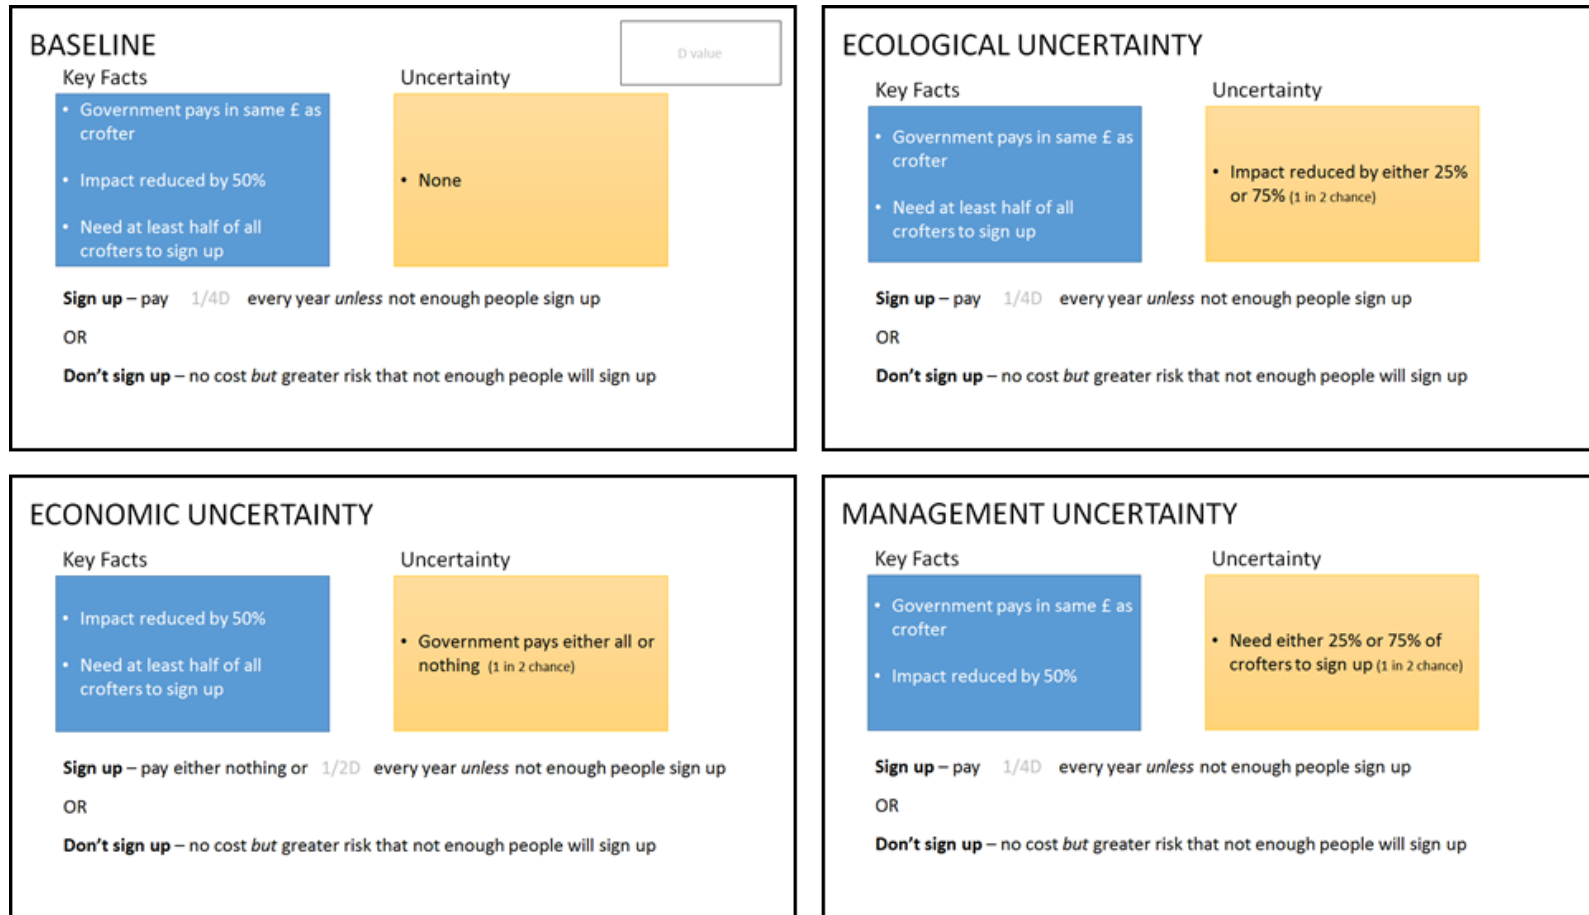 BASELINE
D value
Key Facts
Uncertainty
• Government pays in same £ as
crofter
• Impact reduced by 50%
• Need at least half of all
crofters to sign up
• None
Sign up – pay 1/4D every year unless not enough people sign up
OR
Don’t sign up – no cost but greater risk that not enough people will sign up
ECOLOGICAL UNCERTAINTY
Key Facts
Uncertainty
• Government pays in same £ as
crofter
• Need at least half of all
crofters to sign up
• Impact reduced by either 25%
or 75% (1 in 2 chance)
Sign up – pay 1/4D every year unless not enough people sign up
OR
Don’t sign up – no cost but greater risk that not enough people will sign up
ECONOMIC UNCERTAINTY
Key Facts
Uncertainty
• Impact reduced by 50%
• Need at least half of all
crofters to sign up
• Government pays either all or
nothing (1 in 2 chance)
Sign up – pay either nothing or 1/2D every year unless not enough people sign up
OR
Don’t sign up – no cost but greater risk that not enough people will sign up
MANAGEMENT UNCERTAINTY
Key Facts
Uncertainty
• Government pays in same £ as
crofter
• Impact reduced by 50%
• Need either 25% or 75% of
crofters to sign up (1 in 2 chance)
Sign up – pay 1/4D every year unless not enough people sign up
OR
Don’t sign up – no cost but greater risk that not enough people will sign up